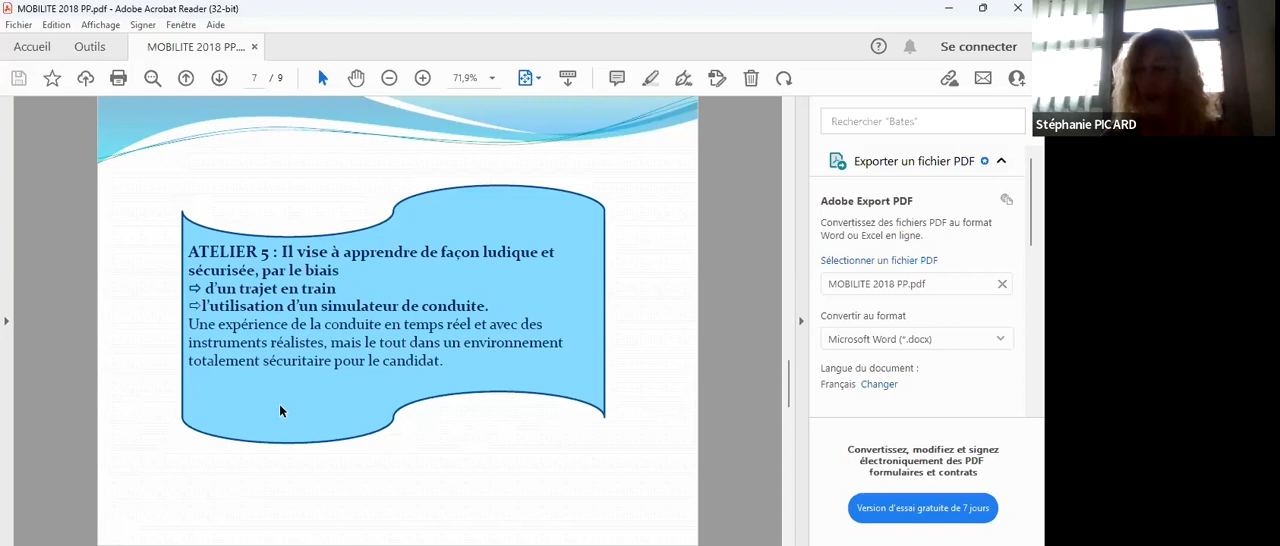 MOBILITE 2018 PP.pdf - Adobe Acrobat Reader (32-bit)
Fichier Edition Affichage Signer Fenêtre Aide
Accueil Outils MOBILITE 2018 PP.... × Se connecter
7 / 9 71,9%
Stéphanie PICARD
Rechercher "Bates"
Exporter un fichier PDF
Adobe Export PDF
Convertissez des fichiers PDF au format
Word ou Excel en ligne.
Sélectionner un fichier PDF
MOBILITE 2018 PP.pdf
Convertir au format
Microsoft Word (*.docx)
Langue du document :
Français Changer
Convertissez, modifiez et signez
électroniquement des PDF
formulaires et contrats
Version d'essai gratuite de 7 jours
ATELIER 5 : Il vise à apprendre de façon ludique et
sécurisée, par le biais
⇨ d'un trajet en train
⇨l'utilisation d'un simulateur de conduite.
Une expérience de la conduite en temps réel et avec des
instruments réalistes, mais le tout dans un environnement
totalement sécuritaire pour le candidat.